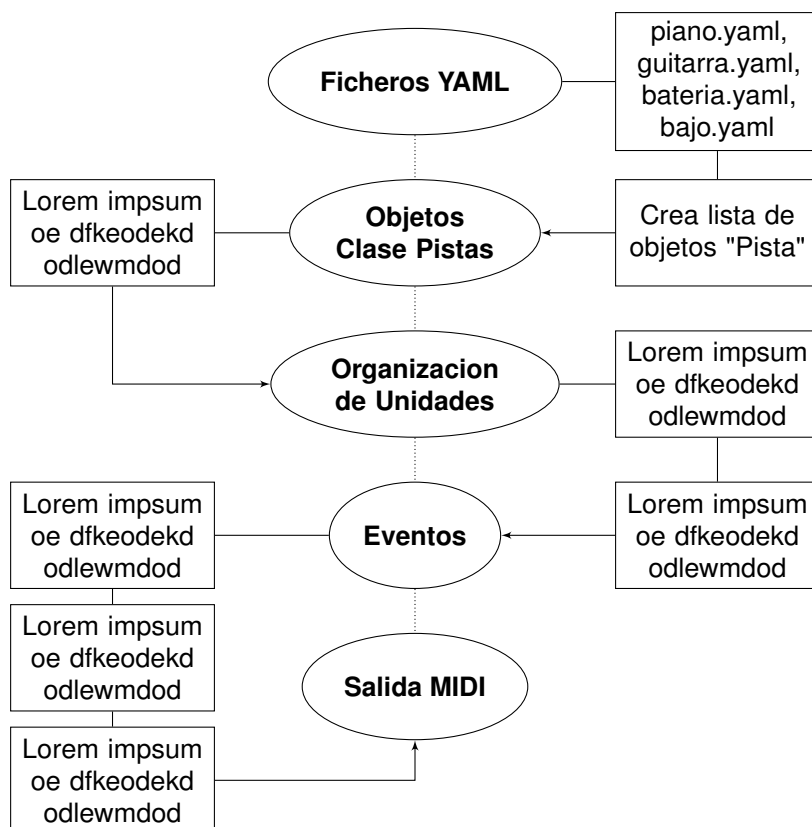 Ficheros YAML
piano.yaml,
guitarra.yaml,
bateria.yaml,
bajo.yaml
Lorem impsum
oe dfkeodekd
odlewmdod
Objetos
Clase Pistas
Crea lista de
objetos "Pista"
Organizacion
de Unidades
Lorem impsum
oe dfkeodekd
odlewmdod
Lorem impsum
oe dfkeodekd
odlewmdod
Eventos
Lorem impsum
oe dfkeodekd
odlewmdod
Lorem impsum
oe dfkeodekd
odlewmdod
Salida MIDI
Lorem impsum
oe dfkeodekd
odlewmdod